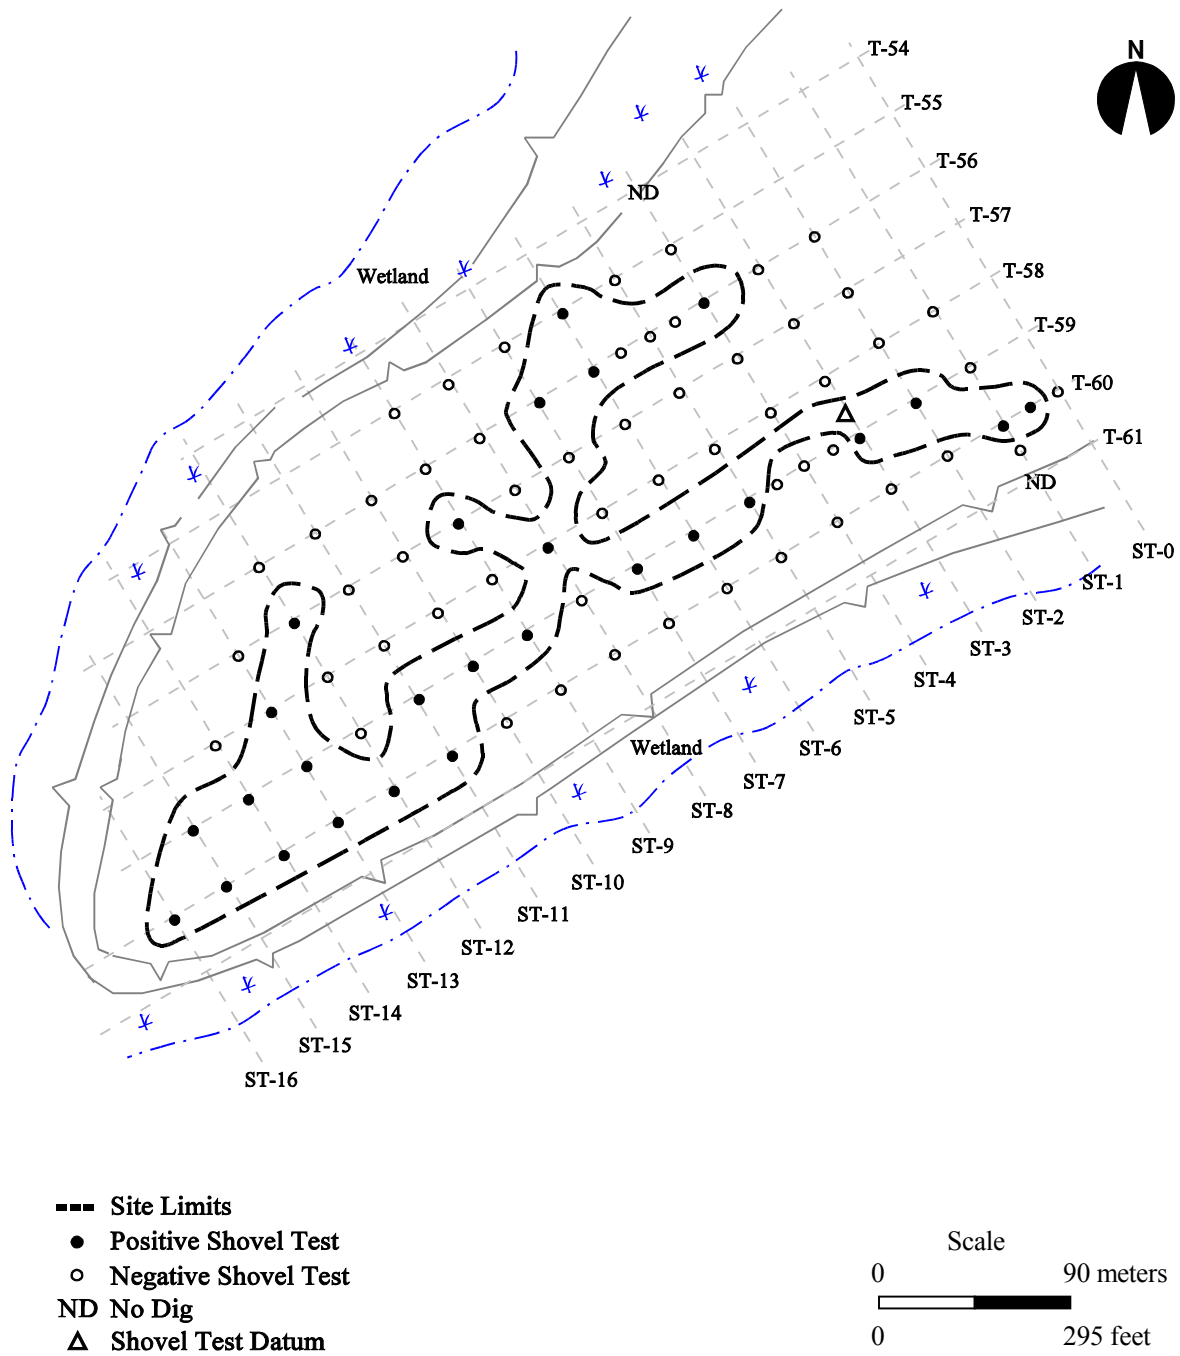 N
T-54
T-55
T-56
ND
T-57
Wetland
T-58
T-59
T-60
T-61
ND
ST-0
ST-1
ST-2
ST-3
ST-4
ST-5
ST-6
Wetland
ST-7
ST-8
ST-9
ST-10
ST-11
ST-12
ST-13
ST-14
ST-15
ST-16
Site Limits
Positive Shovel Test
Negative Shovel Test
ND No Dig
Shovel Test Datum
Scale
0 90 meters
0 295 feet